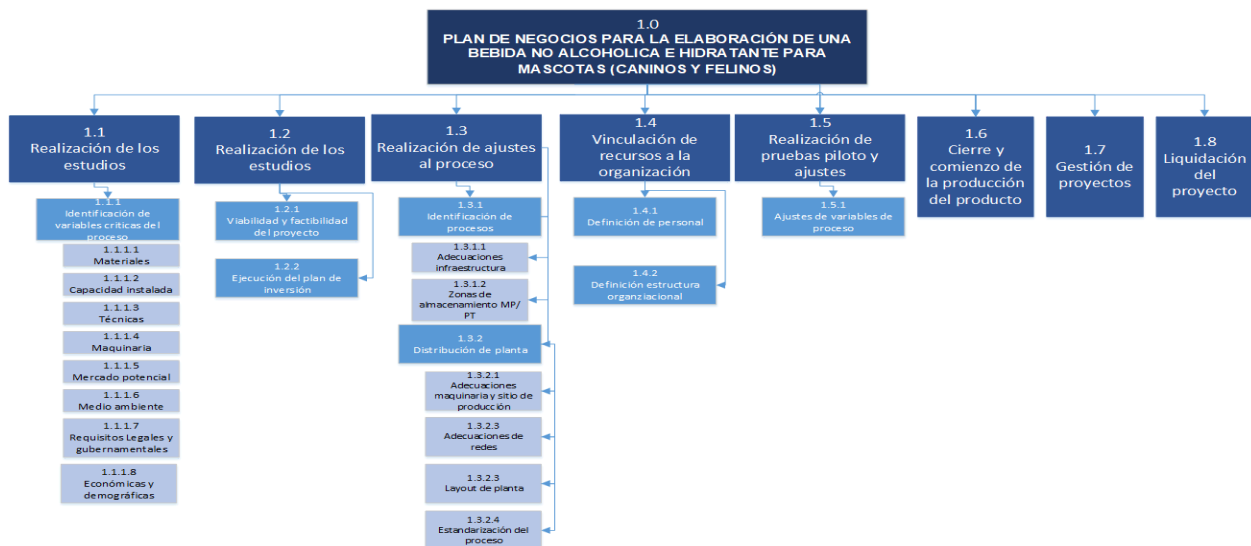 1.0
PLAN DE NEGOCIOS PARA LA ELABORACIÓN DE UNA
BEBIDA NO ALCOHOLICA E HIDRATANTE PARA
MASCOTAS (CANINOS Y FELINOS)
1.1
Realización de los
estudios
1.1.1
Identificación de
variables criticas del
proceso
1.1.1.1
Materiales
1.1.1.2
Capacidad instalada
1.1.1.3
Técnicas
1.1.1.4
Maquinaria
1.1.1.5
Mercado potencial
1.1.1.6
Medio ambiente
1.1.1.7
Requisitos Legales y
gubernamentales
1.1.1.8
Económicas y
demográficas
1.2
Realización de los
estudios
1.2.1
Viabilidad y factibilidad
del proyecto
1.2.2
Ejecución del plan de
inversión
1.3
Realización de ajustes
al proceso
1.3.1
Identificación de
procesos
1.3.1.1
Adecuaciones
infraestructura
1.3.1.2
Zonas de
almacenamiento MP/
PT
1.3.2
Distribución de planta
1.3.2.1
Adecuaciones
maquinaria y sitio de
producción
1.3.2.3
Adecuaciones de
redes
1.3.2.3
Layout de planta
1.3.2.4
Estandarización del
proceso
1.4
Vinculación de
recursos a la
organización
1.4.1
Definición de personal
1.4.2
Definición estructura
organziacional
1.5
Realización de
pruebas piloto y
ajustes
1.5.1
Ajustes de variables de
proceso
1.6
Cierre y
comienzo de
la producción
del producto
1.7
Gestión de
proyectos
1.8
Liquidación
del
proyecto